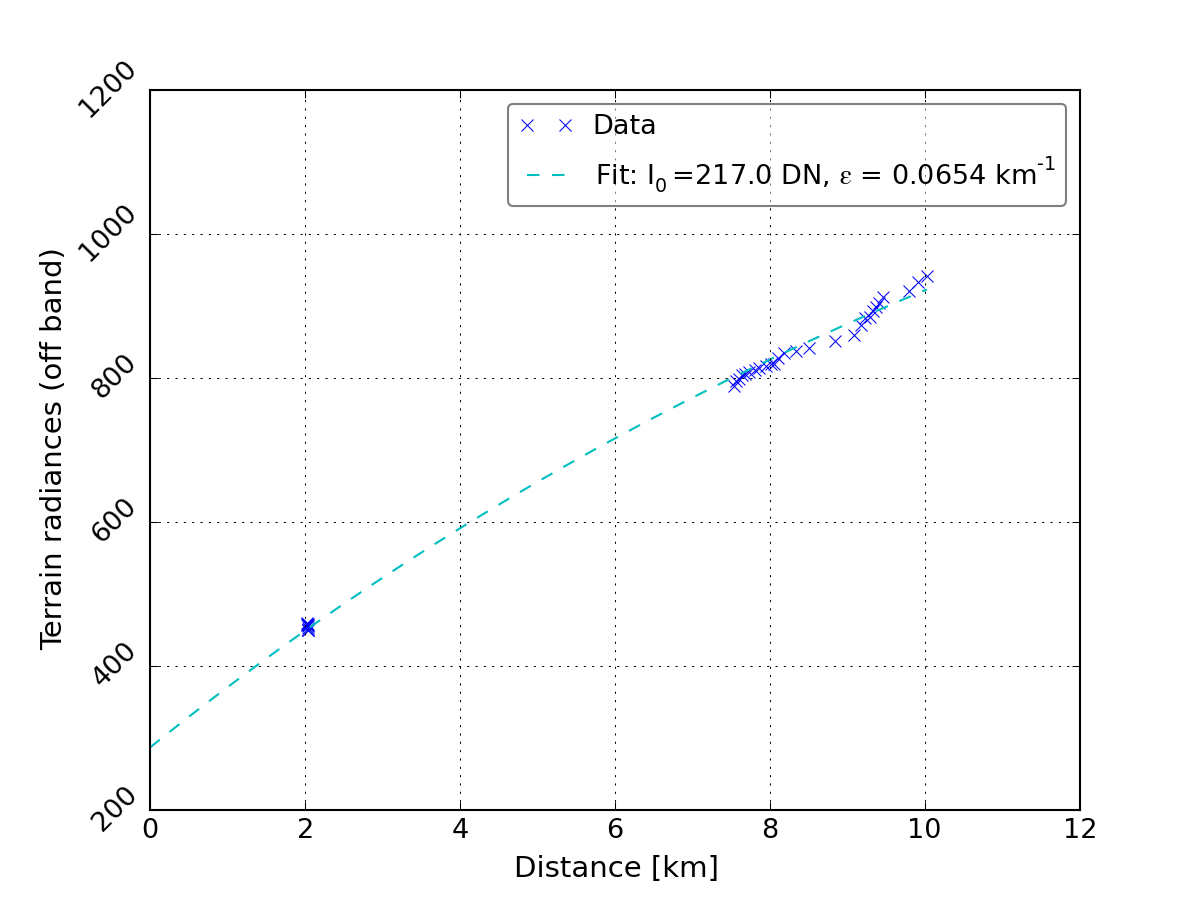 1200
1000
800
600
400
200
0 2 4 6 8 10 12
Terrain radiances (off band)
Distance [km]
Data
Fit: I0 =217.0 DN, ε = 0.0654 km-1